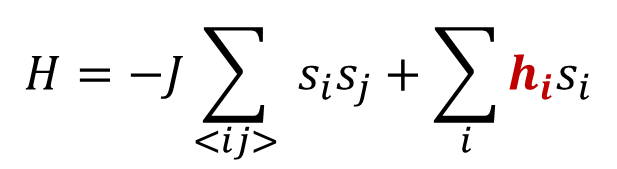 H = −J ∑<ij> sᵢsⱼ + ∑ᵢ hᵢsᵢ